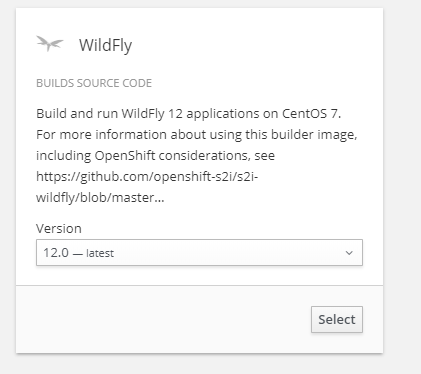 WildFly
BUILDS SOURCE CODE
Build and run WildFly 12 applications on CentOS 7.
For more information about using this builder image,
including OpenShift considerations, see
https://github.com/openshift-s2i/s2i-
wildfly/blob/master...
Version
12.0 — latest
Select